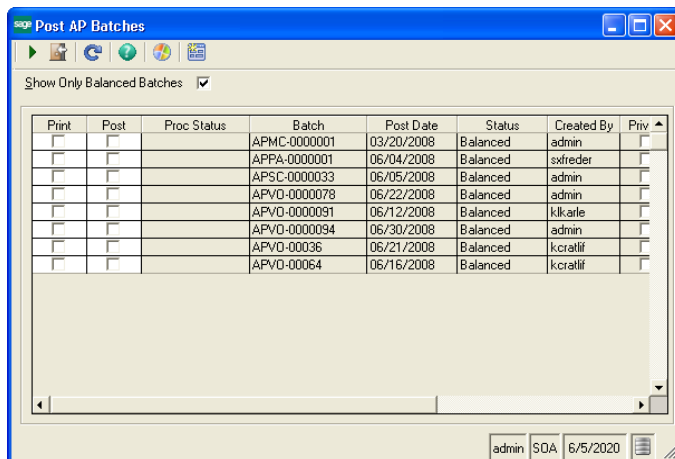 sage Post AP Batches
Show Only Balanced Batches
Print Post Proc Status Batch Post Date Status Created By Priv
APMC-0000001 03/20/2008 Balanced admin
APPA-0000001 06/04/2008 Balanced sxfreder
APSC-0000033 06/05/2008 Balanced admin
APVO-0000078 06/22/2008 Balanced admin
APVO-0000091 06/12/2008 Balanced klkarle
APVO-0000094 06/30/2008 Balanced admin
APVO-00036 06/21/2008 Balanced kcratlif
APVO-00064 06/16/2008 Balanced kcratlif
admin SOA 6/5/2020